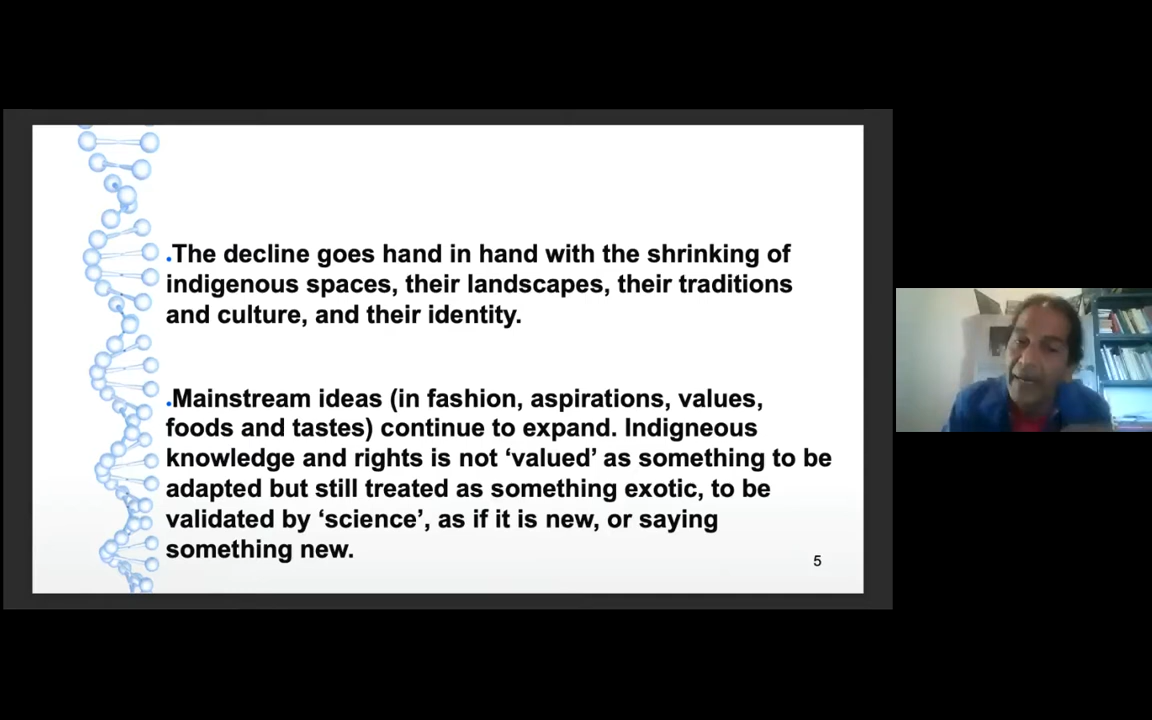 .The decline goes hand in hand with the shrinking of
indigenous spaces, their landscapes, their traditions
and culture, and their identity.
.Mainstream ideas (in fashion, aspirations, values,
foods and tastes) continue to expand. Indigneous
knowledge and rights is not ‘valued’ as something to be
adapted but still treated as something exotic, to be
validated by ‘science’, as if it is new, or saying
something new.
5